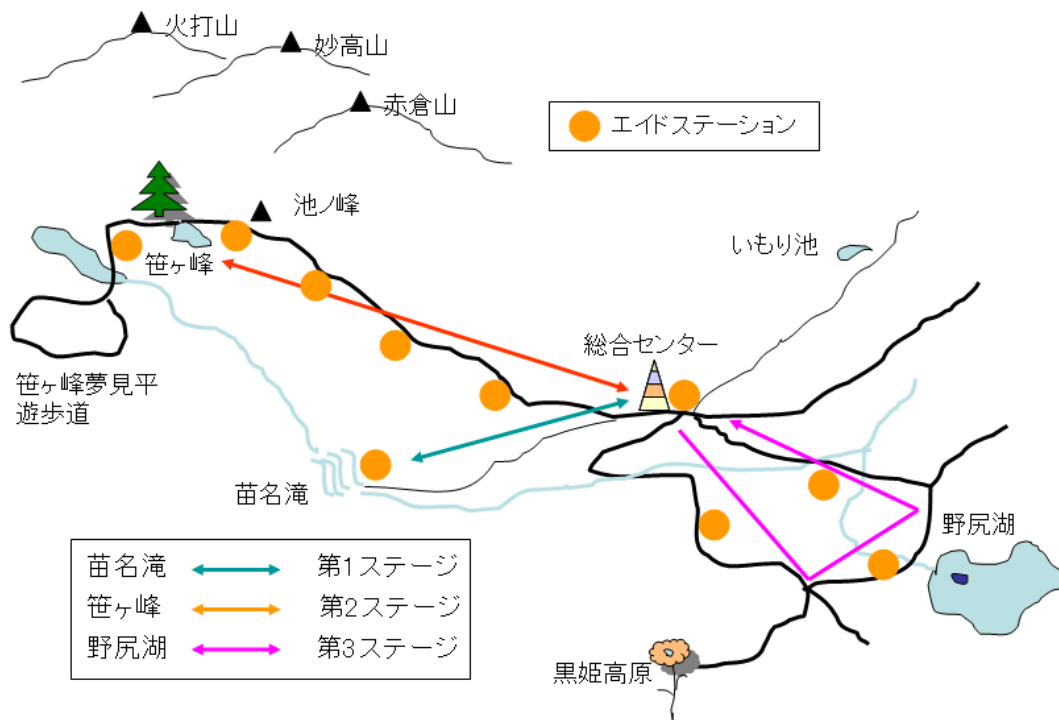 火打山
妙高山
赤倉山
エイドステーション
池ノ峰
いもり池
笹ヶ峰
総合センター
笹ヶ峰夢見平
遊歩道
苗名滝
野尻湖
苗名滝 第1ステージ
笹ヶ峰 第2ステージ
野尻湖 第3ステージ
黒姫高原